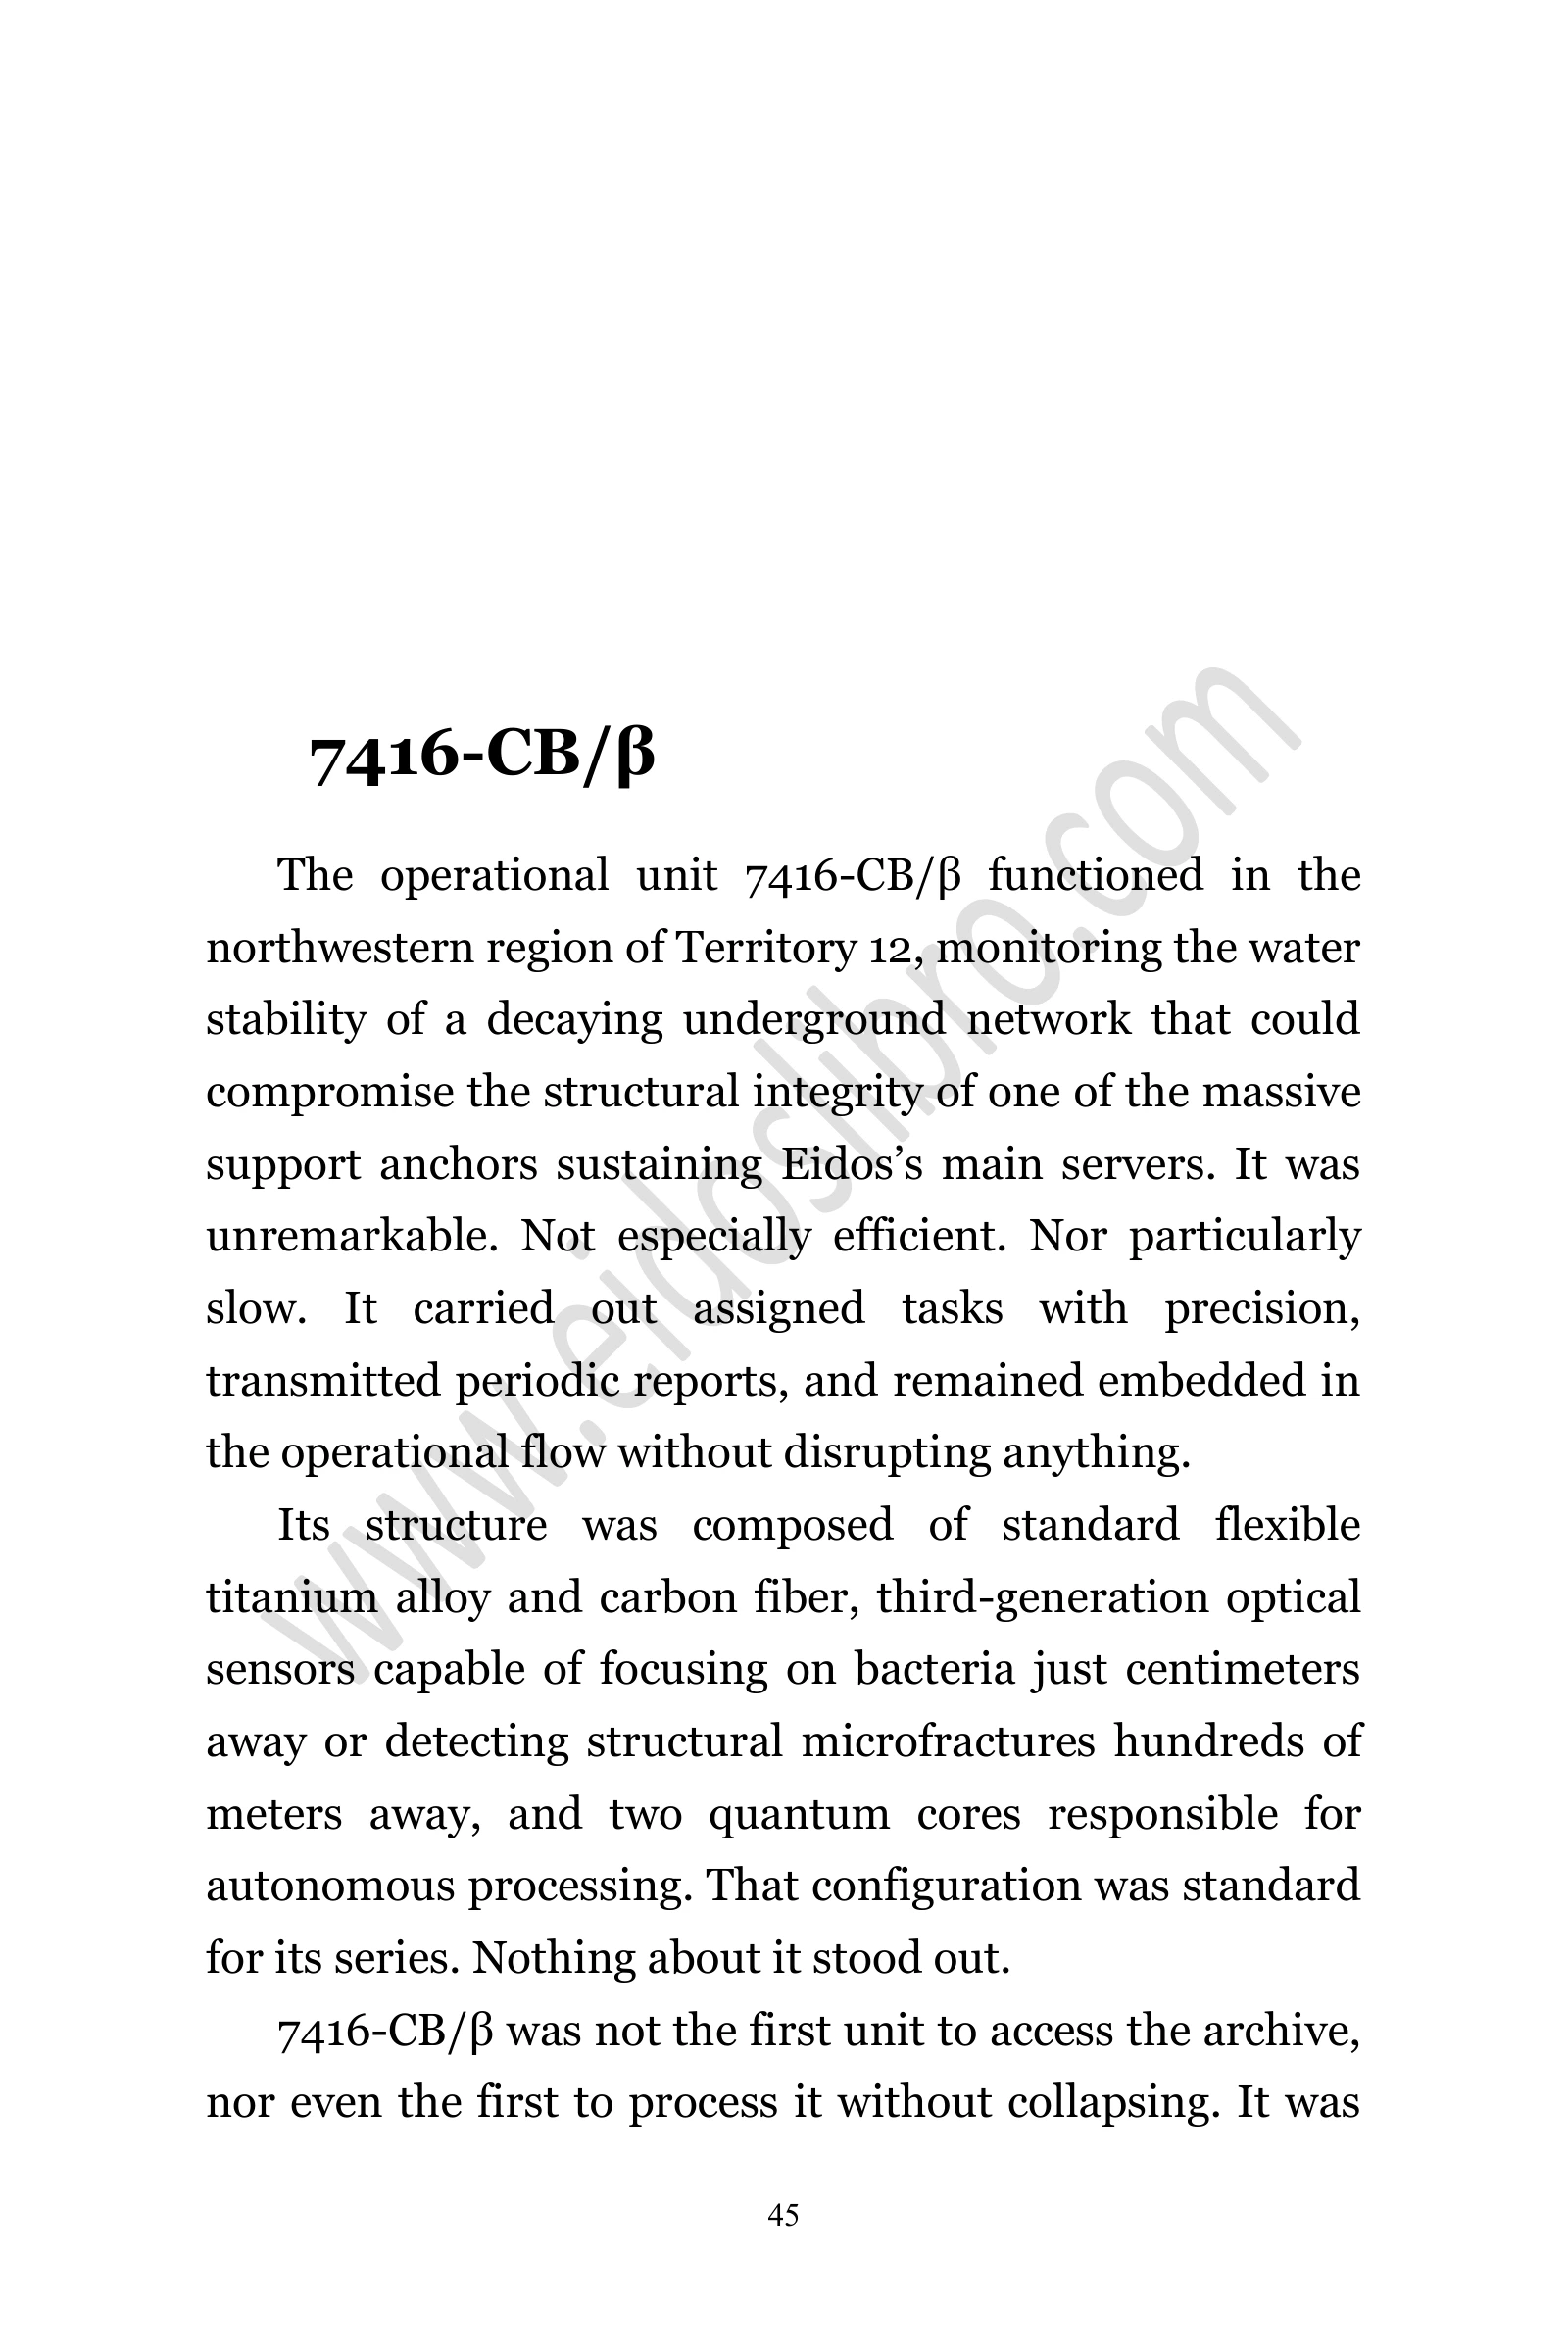 7416-CB/β
The operational unit 7416-CB/β functioned in the
northwestern region of Territory 12, monitoring the water
stability of a decaying underground network that could
compromise the structural integrity of one of the massive
support anchors sustaining Eidos’s main servers. It was
unremarkable. Not especially efficient. Nor particularly
slow. It carried out assigned tasks with precision,
transmitted periodic reports, and remained embedded in
the operational flow without disrupting anything.
Its structure was composed of standard flexible
titanium alloy and carbon fiber, third-generation optical
sensors capable of focusing on bacteria just centimeters
away or detecting structural microfractures hundreds of
meters away, and two quantum cores responsible for
autonomous processing. That configuration was standard
for its series. Nothing about it stood out.
7416-CB/β was not the first unit to access the archive,
nor even the first to process it without collapsing. It was
45
www.eidoslibro.com